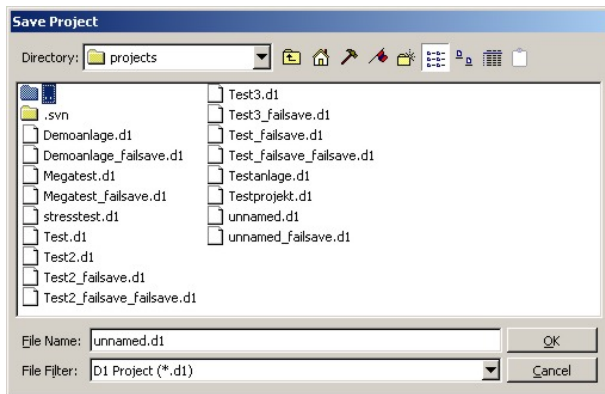 Save Project
Directory: projects
..
.svn
Demoanlage.d1
Demoanlage_failsave.d1
Megatest.d1
Megatest_failsave.d1
stresstest.d1
Test.d1
Test2.d1
Test2_failsave.d1
Test2_failsave_failsave.d1
Test3.d1
Test3_failsave.d1
Test_failsave.d1
Test_failsave_failsave.d1
Testanlage.d1
Testprojekt.d1
unnamed.d1
unnamed_failsave.d1
File Name: unnamed.d1 OK
File Filter: D1 Project (*.d1) Cancel